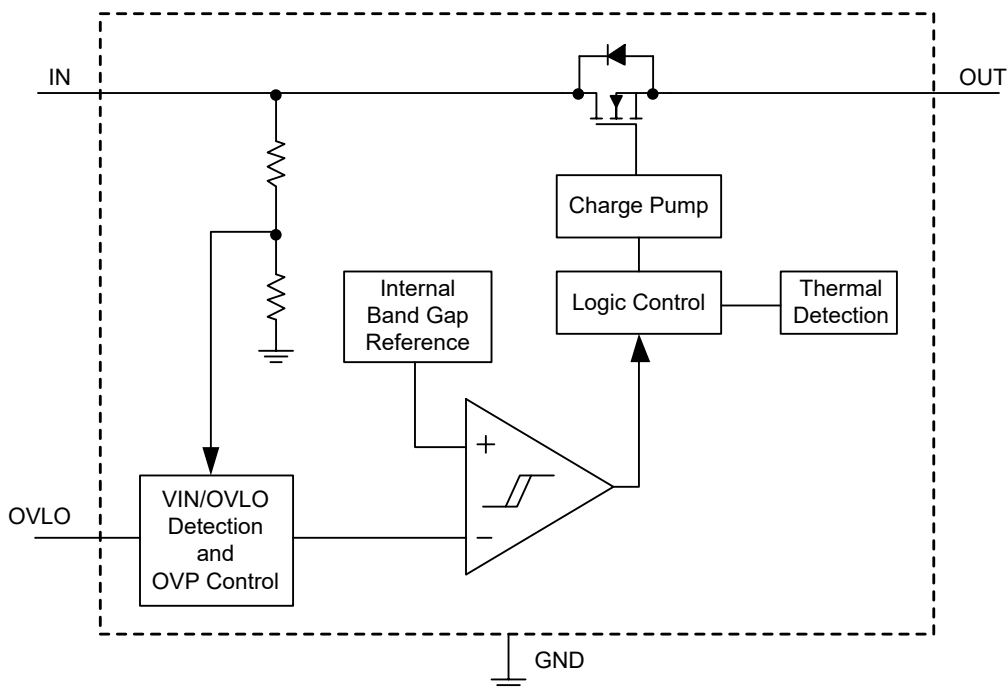 IN
OUT
Charge Pump
Internal
Band Gap
Reference
Logic Control
Thermal
Detection
+
−
OVLO
VIN/OVLO
Detection
and
OVP Control
GND